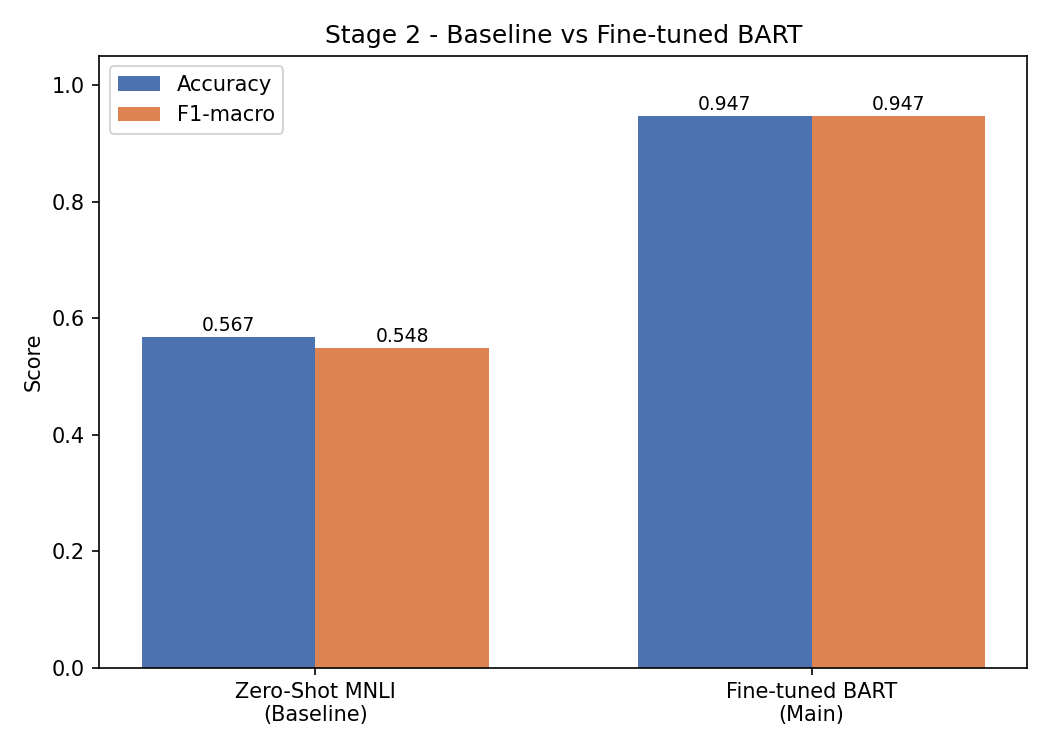 Stage 2 - Baseline vs Fine-tuned BART
Accuracy
F1-macro
Score
1.0
0.8
0.6
0.4
0.2
0.0
0.567
0.548
0.947
0.947
Zero-Shot MNLI
(Baseline)
Fine-tuned BART
(Main)